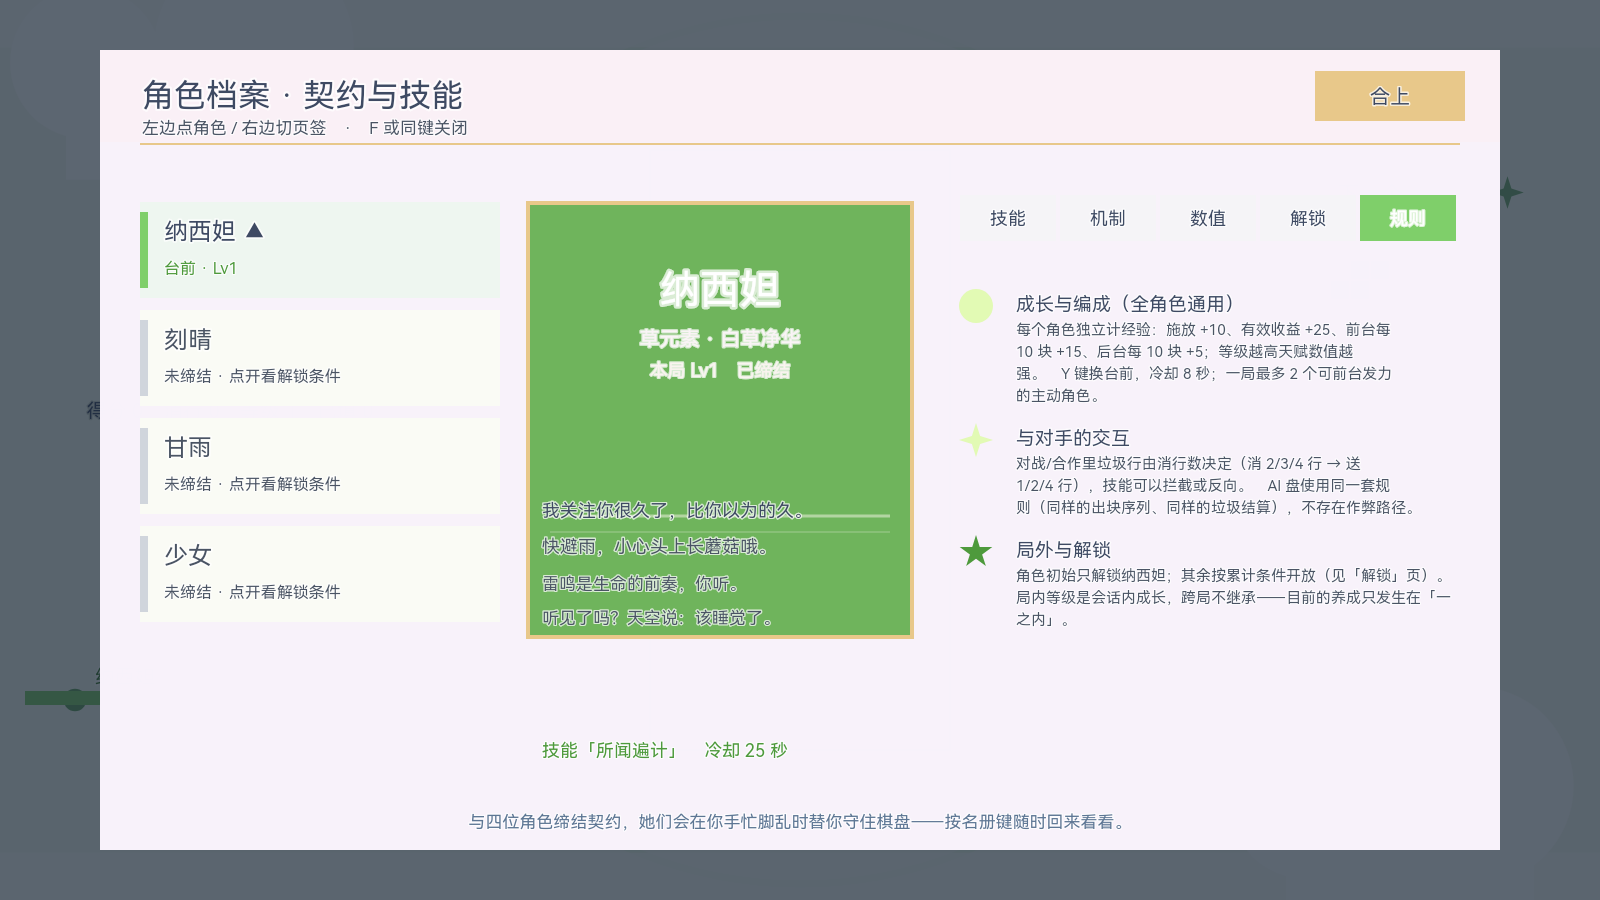 角色档案 · 契约与技能
左边点角色 / 右边切页签 · F 或同键关闭
合上
纳西妲 ▲
台前 · Lv1
刻晴
未缔结 · 点开看解锁条件
甘雨
未缔结 · 点开看解锁条件
少女
未缔结 · 点开看解锁条件
纳西妲
草元素 · 白草净华
本局 Lv1 已缔结
我关注你很久了，比你以为的久。
快避雨，小心头上长蘑菇哦。
雷鸣是生命的前奏，你听。
听见了吗？天空说：该睡觉了。
技能「所闻遍计」 冷却 25 秒
技能 机制 数值 解锁 规则
成长与编成（全角色通用）
每个角色独立计经验：施放 +10、有效收益 +25、前台每
10 块 +15、后台每 10 块 +5；等级越高天赋数值越
强。 Y 键换台前，冷却 8 秒；一局最多 2 个可前台发力
的主动角色。
与对手的交互
对战/合作里垃圾行由消行数决定（消 2/3/4 行 → 送
1/2/4 行），技能可以拦截或反向。 AI 盘使用同一套规
则（同样的出块序列、同样的垃圾结算），不存在作弊路径。
局外与解锁
角色初始只解锁纳西妲；其余按累计条件开放（见「解锁」页）。
局内等级是会话内成长，跨局不继承——目前的养成只发生在「一
之内」。
与四位角色缔结契约，她们会在你手忙脚乱时替你守住棋盘——按名册键随时回来看看。